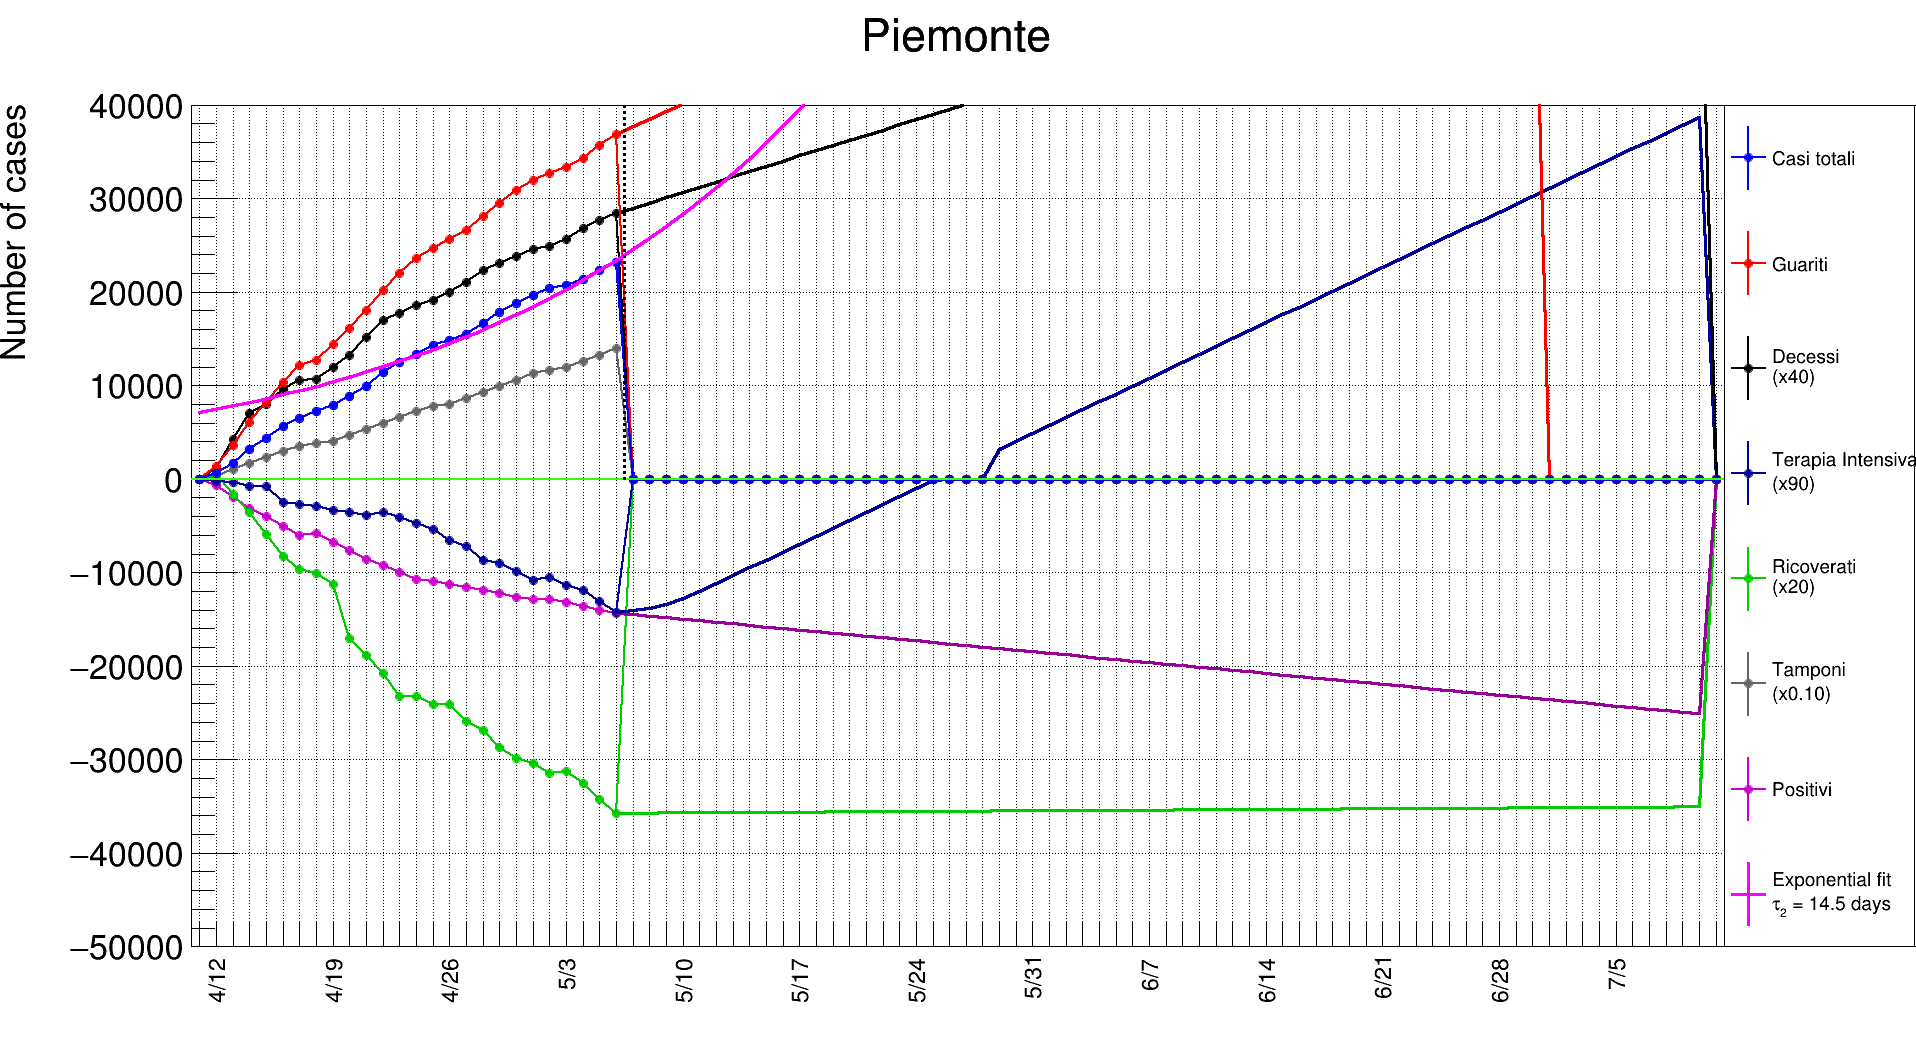 Piemonte
Number of cases
40000
30000
20000
10000
0
−10000
−20000
−30000
−40000
−50000
4/12
4/19
4/26
5/3
5/10
5/17
5/24
5/31
6/7
6/14
6/21
6/28
7/5
Casi totali
Guariti
Decessi
(x40)
Terapia Intensiva
(x90)
Ricoverati
(x20)
Tamponi
(x0.10)
Positivi
Exponential fit
τ2 = 14.5 days